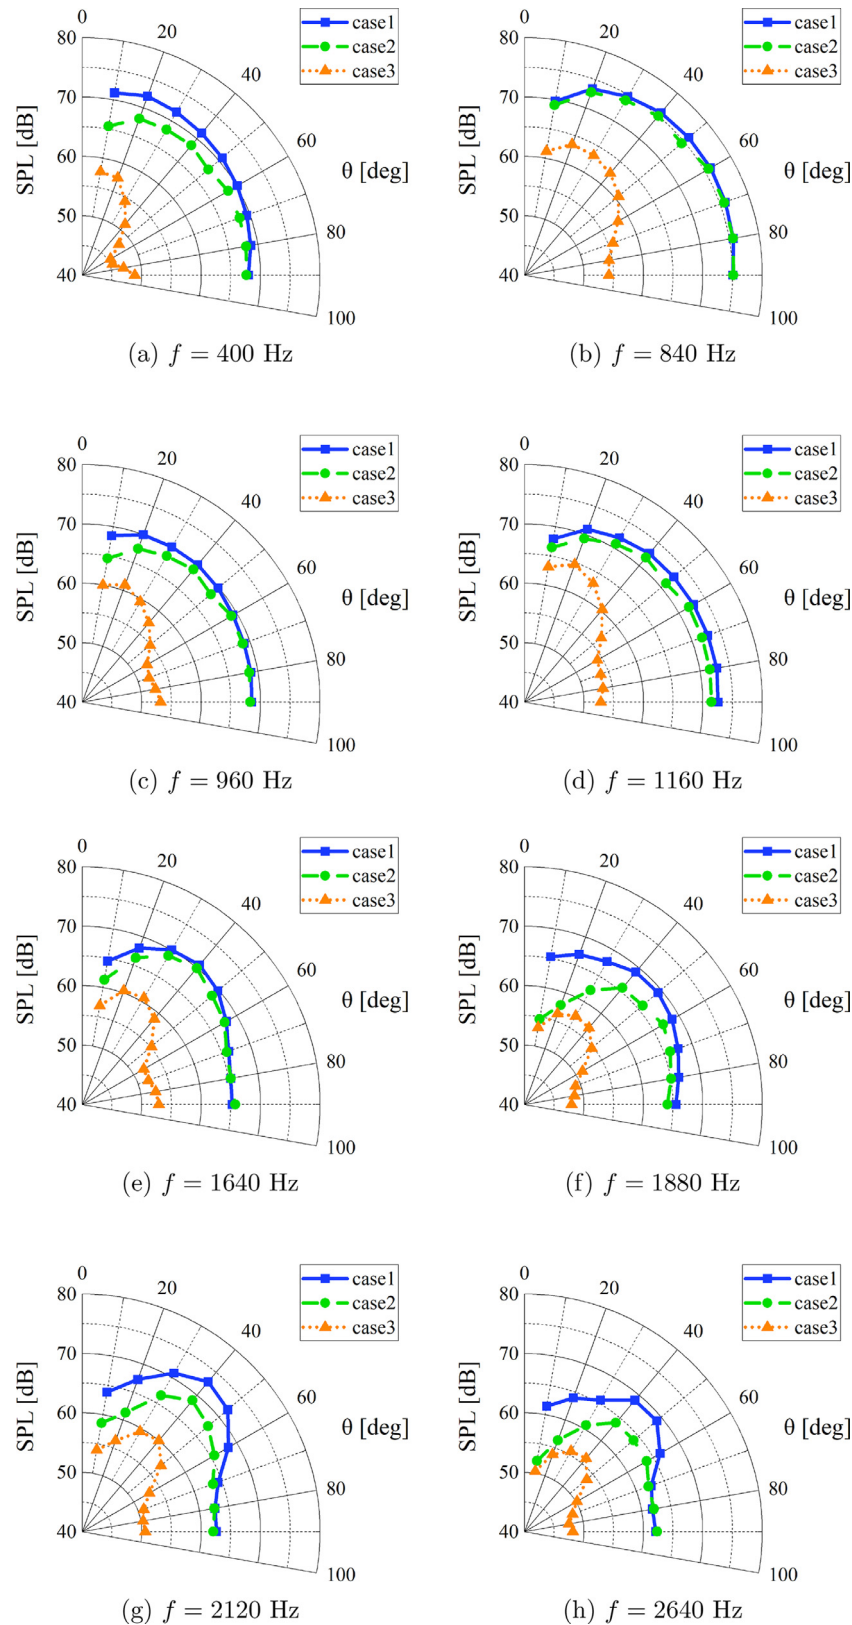 0
80
20
case1
case2
case3
40
70
60
SPL [dB]
60
θ [deg]
50
80
40
100
(a) f = 400 Hz
0
80
20
case1
case2
case3
40
70
60
SPL [dB]
60
θ [deg]
50
80
40
100
(b) f = 840 Hz
0
80
20
case1
case2
case3
40
70
60
SPL [dB]
60
θ [deg]
50
80
40
100
(c) f = 960 Hz
0
80
20
case1
case2
case3
40
70
60
SPL [dB]
60
θ [deg]
50
80
40
100
(d) f = 1160 Hz
0
80
20
case1
case2
case3
40
70
60
SPL [dB]
60
θ [deg]
50
80
40
100
(e) f = 1640 Hz
0
80
20
case1
case2
case3
40
70
60
SPL [dB]
60
θ [deg]
50
80
40
100
(f) f = 1880 Hz
0
80
20
case1
case2
case3
40
70
60
SPL [dB]
60
θ [deg]
50
80
40
100
(g) f = 2120 Hz
0
80
20
case1
case2
case3
40
70
60
SPL [dB]
60
θ [deg]
50
80
40
100
(h) f = 2640 Hz